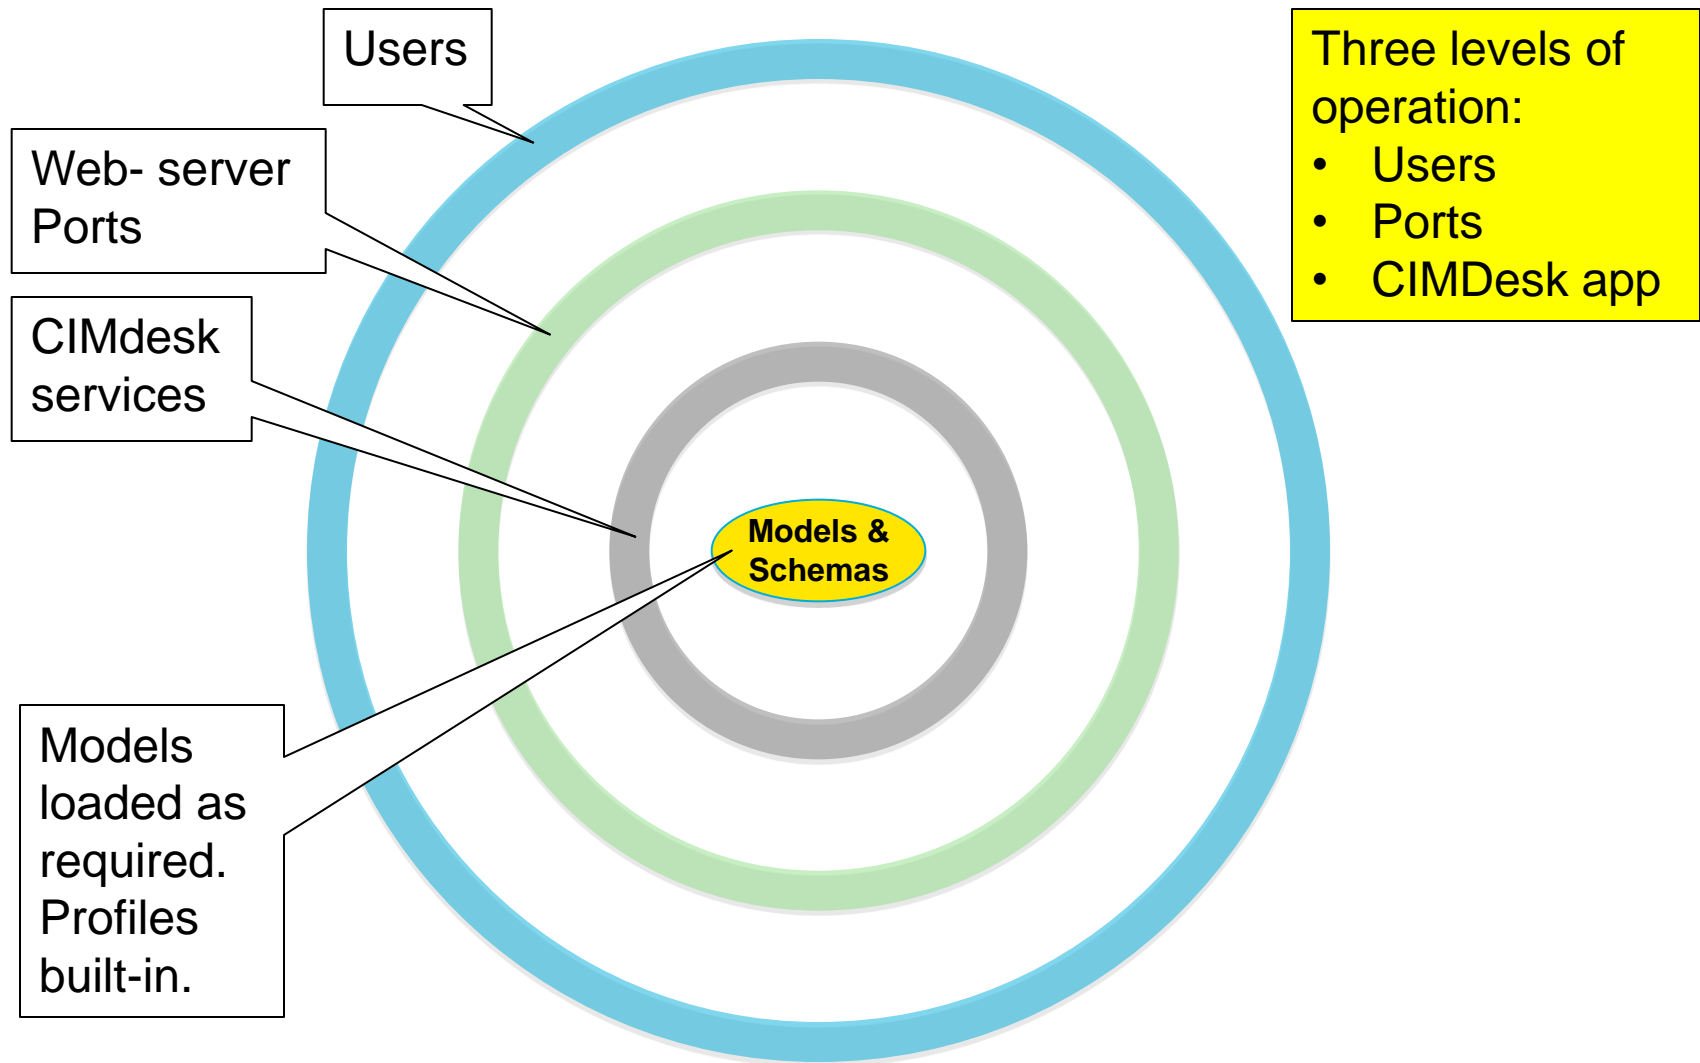 Users
Web- server
Ports
CIMdesk
services
Models
loaded as
required.
Profiles
built-in.
Models &
Schemas
Three levels of
operation:
• Users
• Ports
• CIMDesk app